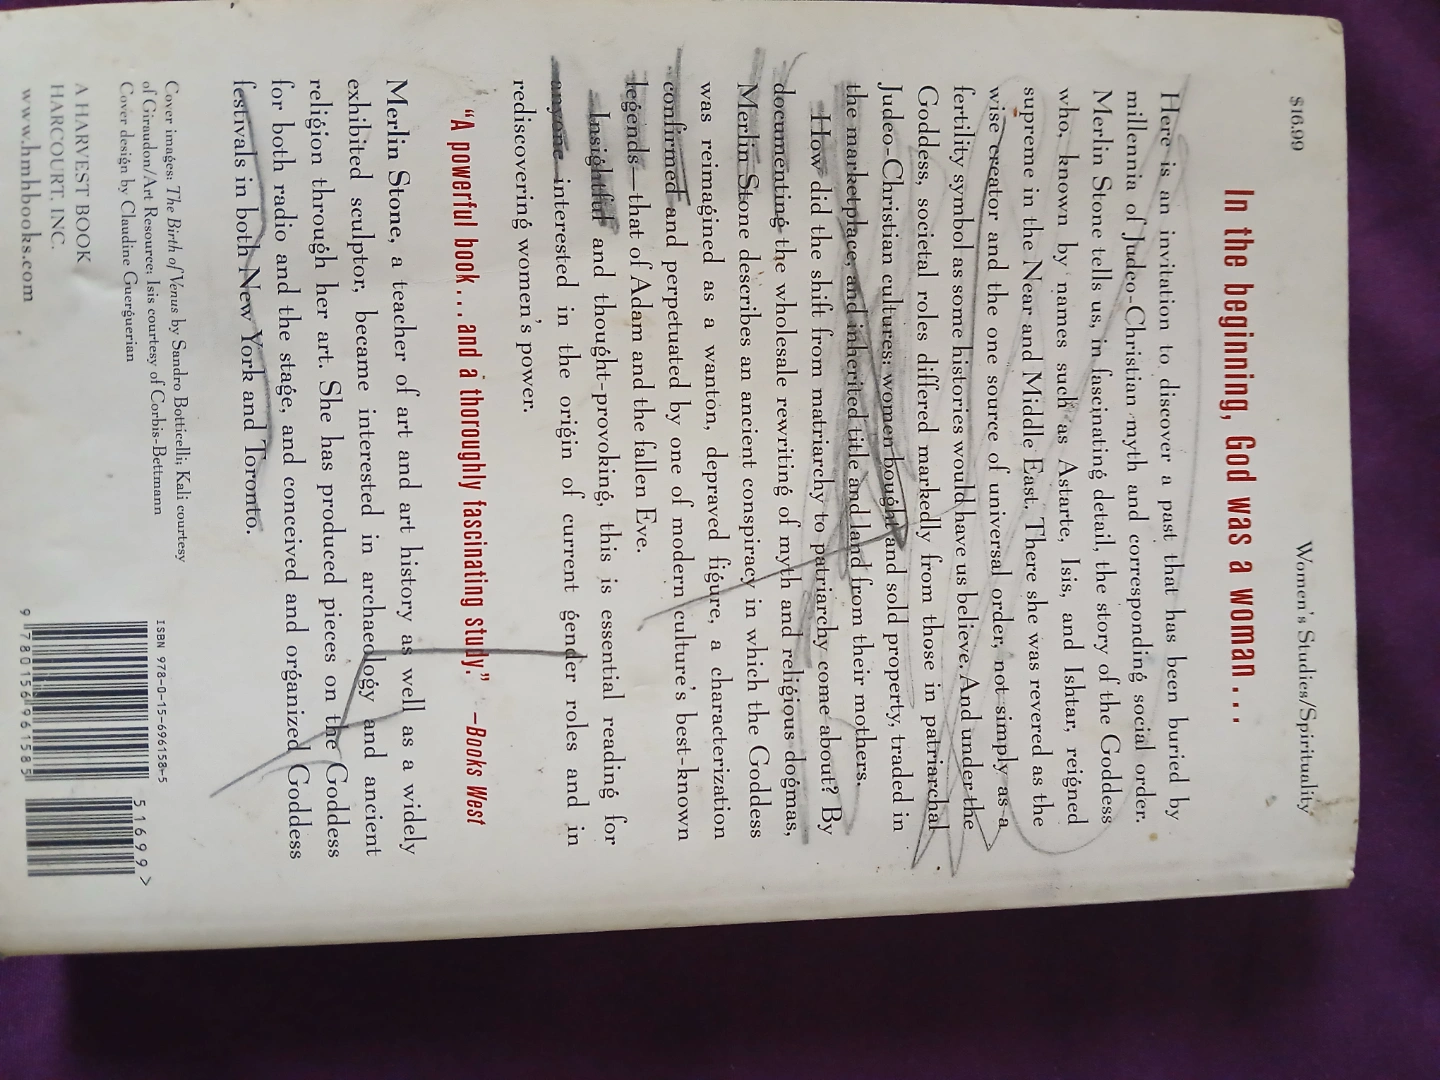 $16.99
Women's Studies/Spirituality
In the beginning, God was a woman . . .
Here is an invitation to discover a past that has been buried by
millennia of Judeo-Christian myth and corresponding social order.
Merlin Stone tells us, in fascinating detail, the story of the Goddess
who, known by names such as Astarte, Isis, and Ishtar, reigned
supreme in the Near and Middle East. There she was revered as the
wise creator and the one source of universal order, not simply as a
fertility symbol as some histories would have us believe. And under the
Goddess, societal roles differed markedly from those in patriarchal
Judeo-Christian cultures: women bought and sold property, traded in
the marketplace, and inherited title and land from their mothers.
How did the shift from matriarchy to patriarchy come about? By
documenting the wholesale rewriting of myth and religious dogmas,
Merlin Stone describes an ancient conspiracy in which the Goddess
was reimagined as a wanton, depraved figure, a characterization
confirmed and perpetuated by one of modern culture's best-known
legends—that of Adam and the fallen Eve.
Insightful and thought-provoking, this is essential reading for
anyone interested in the origin of current gender roles and in
rediscovering women's power.
"A powerful book . . . and a thoroughly fascinating study." —Books West
Merlin Stone, a teacher of art and art history as well as a widely
exhibited sculptor, became interested in archaeology and ancient
religion through her art. She has produced pieces on the Goddess
for both radio and the stage, and conceived and organized Goddess
festivals in both New York and Toronto.
Cover images: The Birth of Venus by Sandro Botticelli; Kali courtesy
of Giraudon/Art Resource; Isis courtesy of Corbis-Bettmann
Cover design by Claudine Guerguerian
A HARVEST BOOK
HARCOURT, INC.
www.hmhbooks.com
ISBN 978-0-15-696158-5
9 780156 961585
51699>